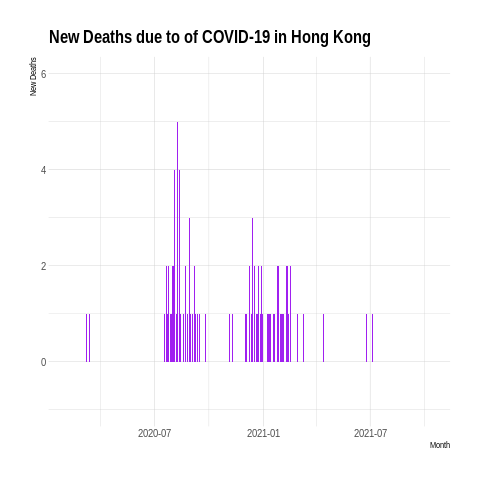 New Deaths due to of COVID-19 in Hong Kong
New Deaths
6
4
2
0
2020-07 2021-01 2021-07
Month